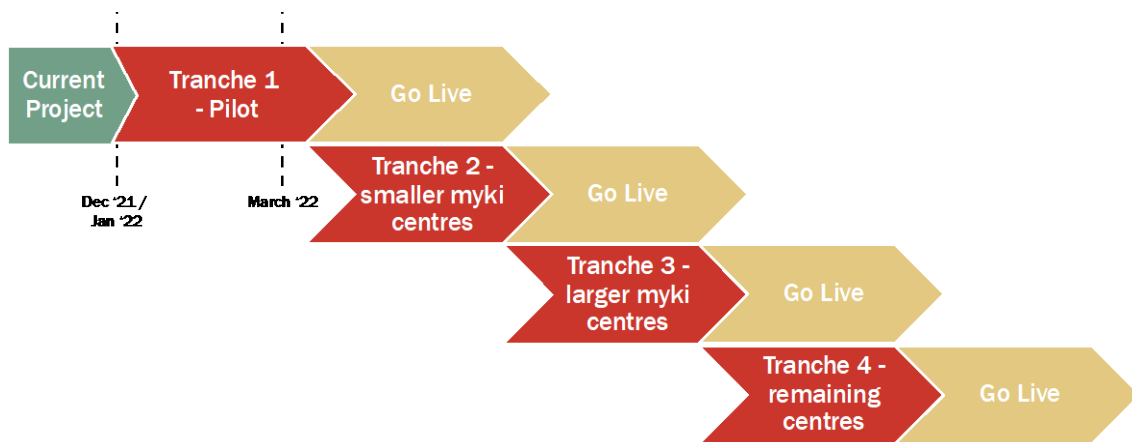 Current
Project
Tranche 1
- Pilot
Go Live
Dec ‘21 /
Jan ‘22
March ‘22
Tranche 2 -
smaller myki
centres
Go Live
Tranche 3 -
larger myki
centres
Go Live
Tranche 4 -
remaining
centres
Go Live